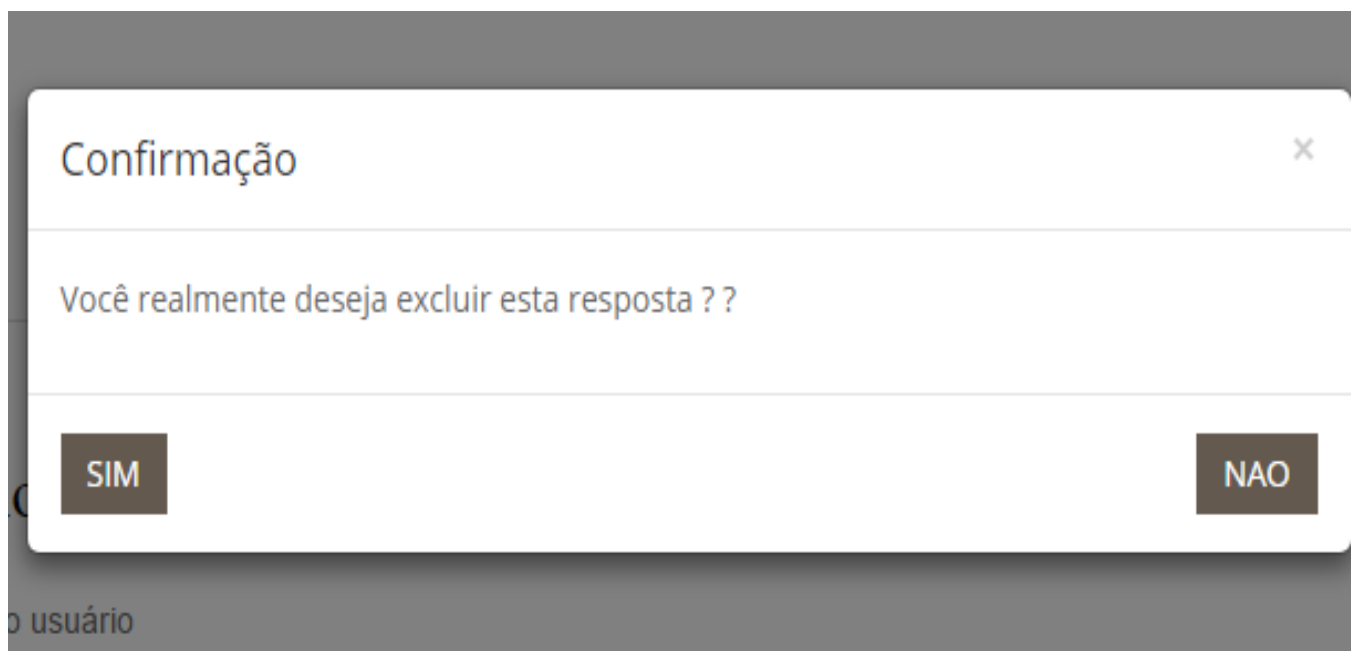 Confirmação ×
Você realmente deseja excluir esta resposta ? ?
SIM NAO
usuário